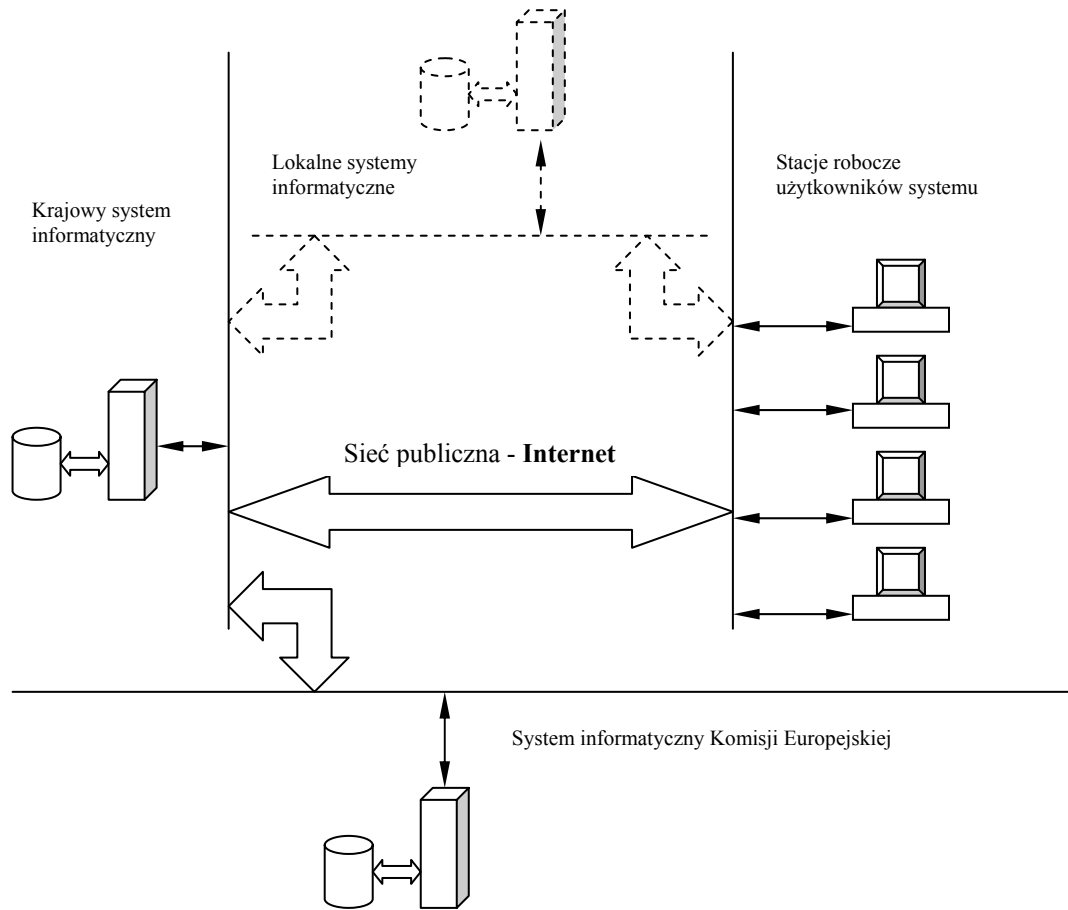 Lokalne systemy
informatyczne
Stacje robocze
użytkowników systemu
Krajowy system
informatyczny
Sieć publiczna - Internet
System informatyczny Komisji Europejskiej